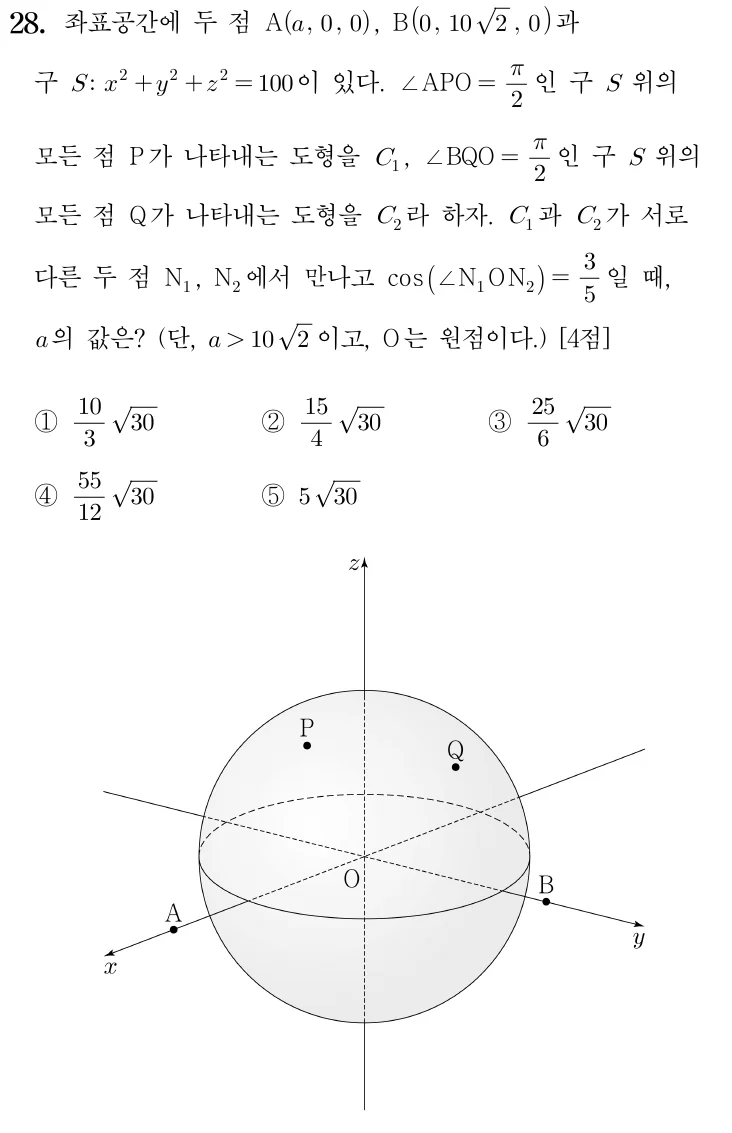 28. 좌표공간에 두 점 A(a, 0, 0), B(0, 10√2, 0)과
구 S: x²+y²+z²=100이 있다. ∠APO = π/2 인 구 S 위의
모든 점 P가 나타내는 도형을 C₁, ∠BQO = π/2 인 구 S 위의
모든 점 Q가 나타내는 도형을 C₂라 하자. C₁과 C₂가 서로
다른 두 점 N₁, N₂에서 만나고 cos(∠N₁ON₂) = 3/5 일 때,
a의 값은? (단, a > 10√2 이고, O는 원점이다.) [4점]
① 10/3 √30 ② 15/4 √30 ③ 25/6 √30
④ 55/12 √30 ⑤ 5√30
z
P
Q
O
B
A
y
x